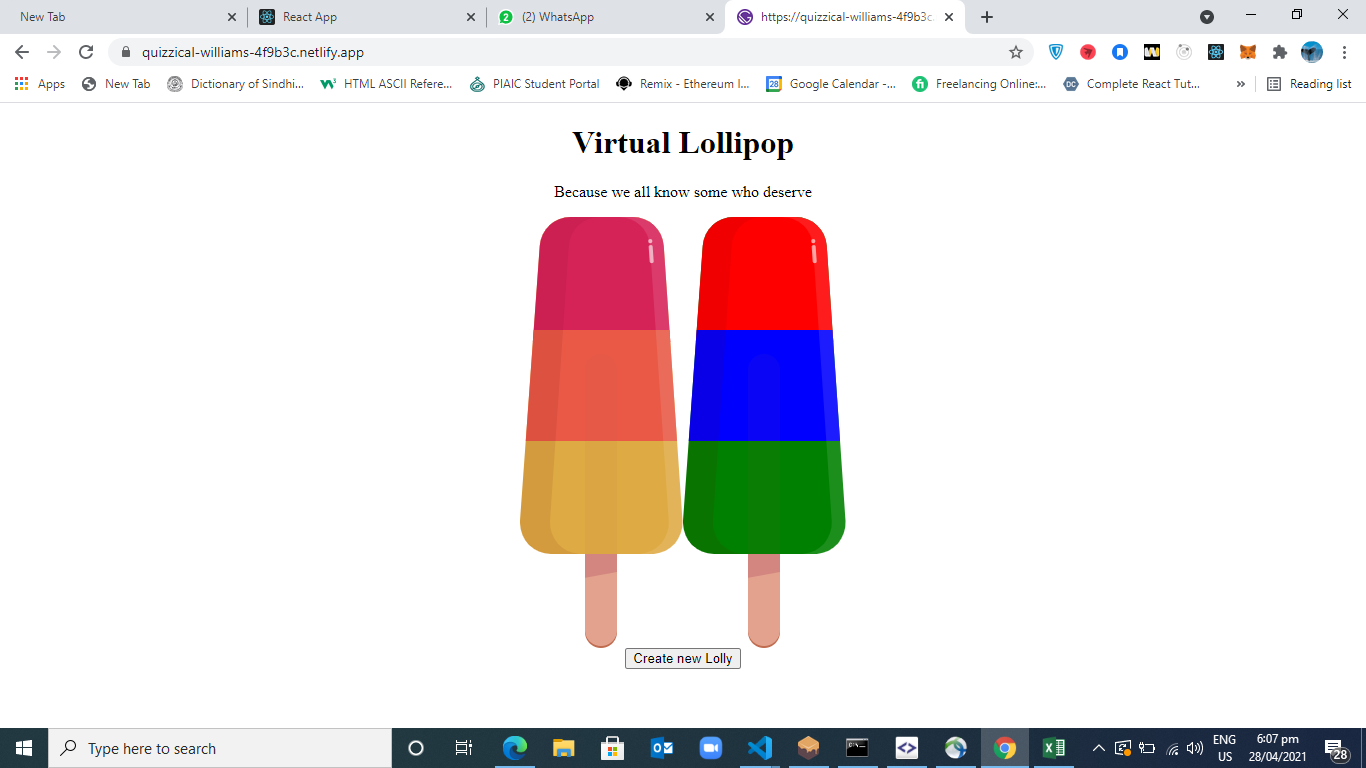 New Tab
React App
(2) WhatsApp
https://quizzical-williams-4f9b3c.
quizzical-williams-4f9b3c.netlify.app
Apps
New Tab
Dictionary of Sindhi...
HTML ASCII Refere...
PIAIC Student Portal
Remix - Ethereum I...
Google Calendar -...
Freelancing Online:...
Complete React Tut...
»
Reading list
Virtual Lollipop
Because we all know some who deserve
Create new Lolly
Type here to search
ENG
US
6:07 pm
28/04/2021
28